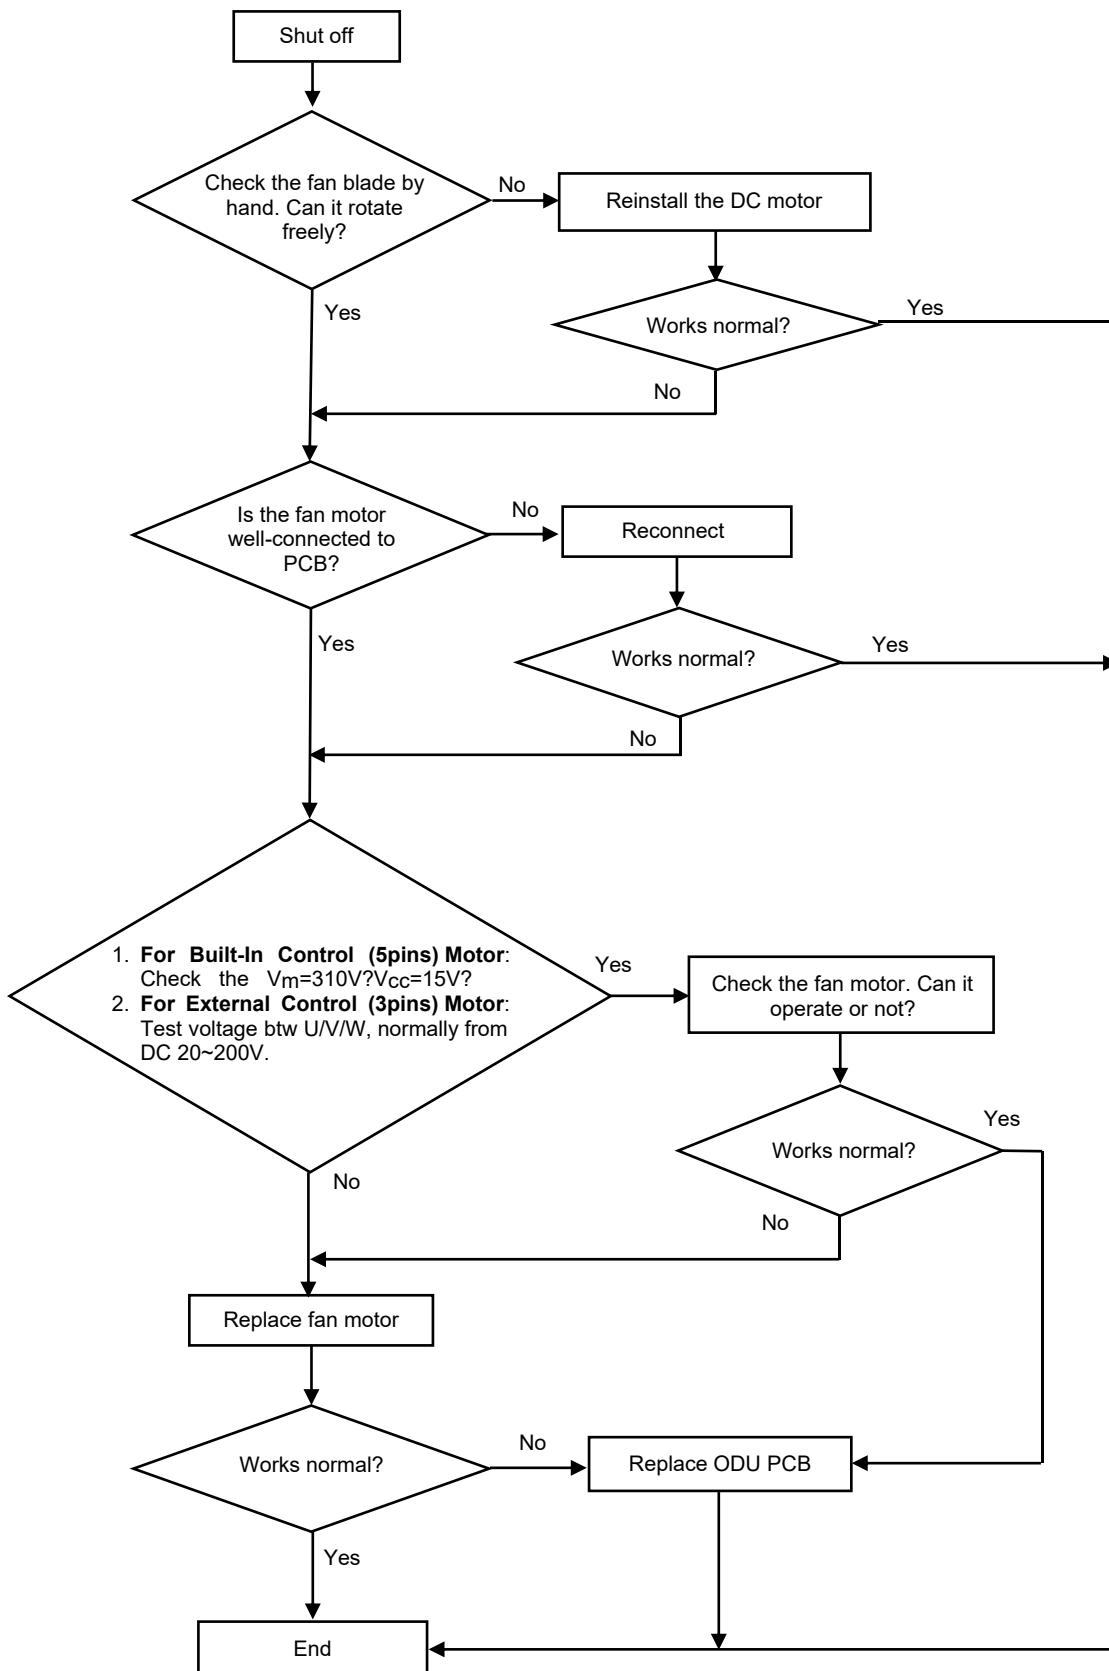 Shut off
Check the fan blade by
hand. Can it rotate
freely?
No
Reinstall the DC motor
Yes
Works normal?
Yes
No
Is the fan motor
well-connected to
PCB?
No
Reconnect
Yes
Works normal?
Yes
No
1. For Built-In Control (5pins) Motor:
Check the Vm=310V?Vcc=15V?
2. For External Control (3pins) Motor:
Test voltage btw U/V/W, normally from
DC 20~200V.
Yes
Check the fan motor. Can it
operate or not?
Works normal?
Yes
No
No
Replace fan motor
Works normal?
No
Replace ODU PCB
Yes
End